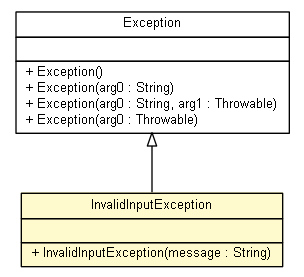 Exception
+ Exception()
+ Exception(arg0 : String)
+ Exception(arg0 : String, arg1 : Throwable)
+ Exception(arg0 : Throwable)
InvalidInputException
+ InvalidInputException(message : String)